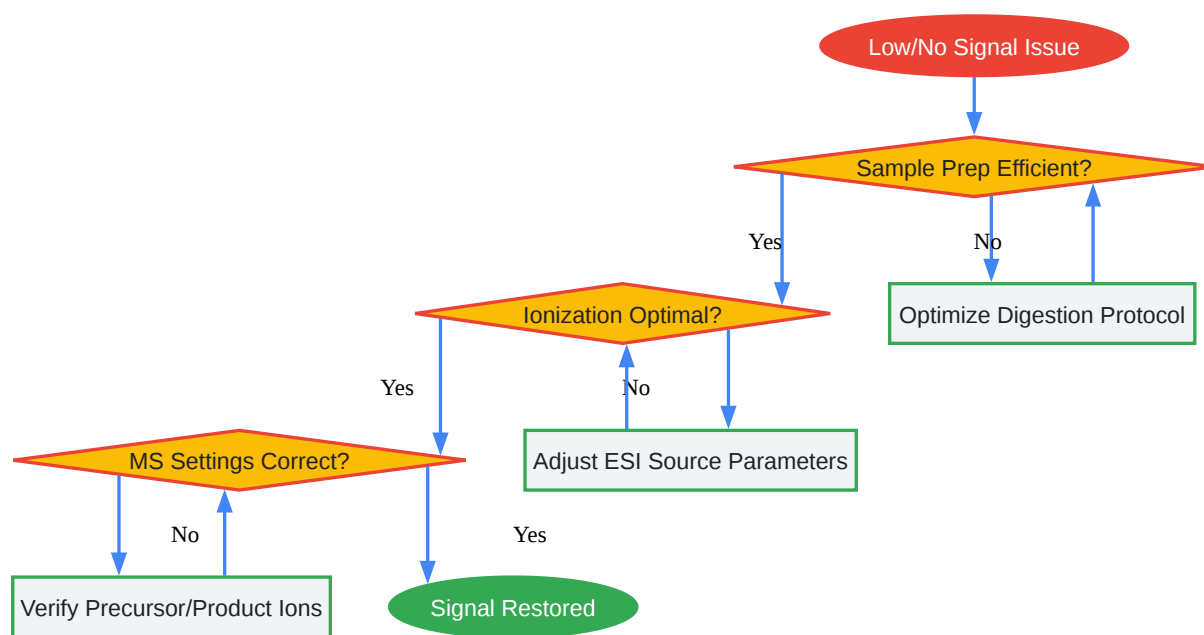 Low/No Signal Issue
Sample Prep Efficient?
Yes
No
Optimize Digestion Protocol
Ionization Optimal?
Yes
No
Adjust ESI Source Parameters
MS Settings Correct?
No
Yes
Verify Precursor/Product Ions
Signal Restored